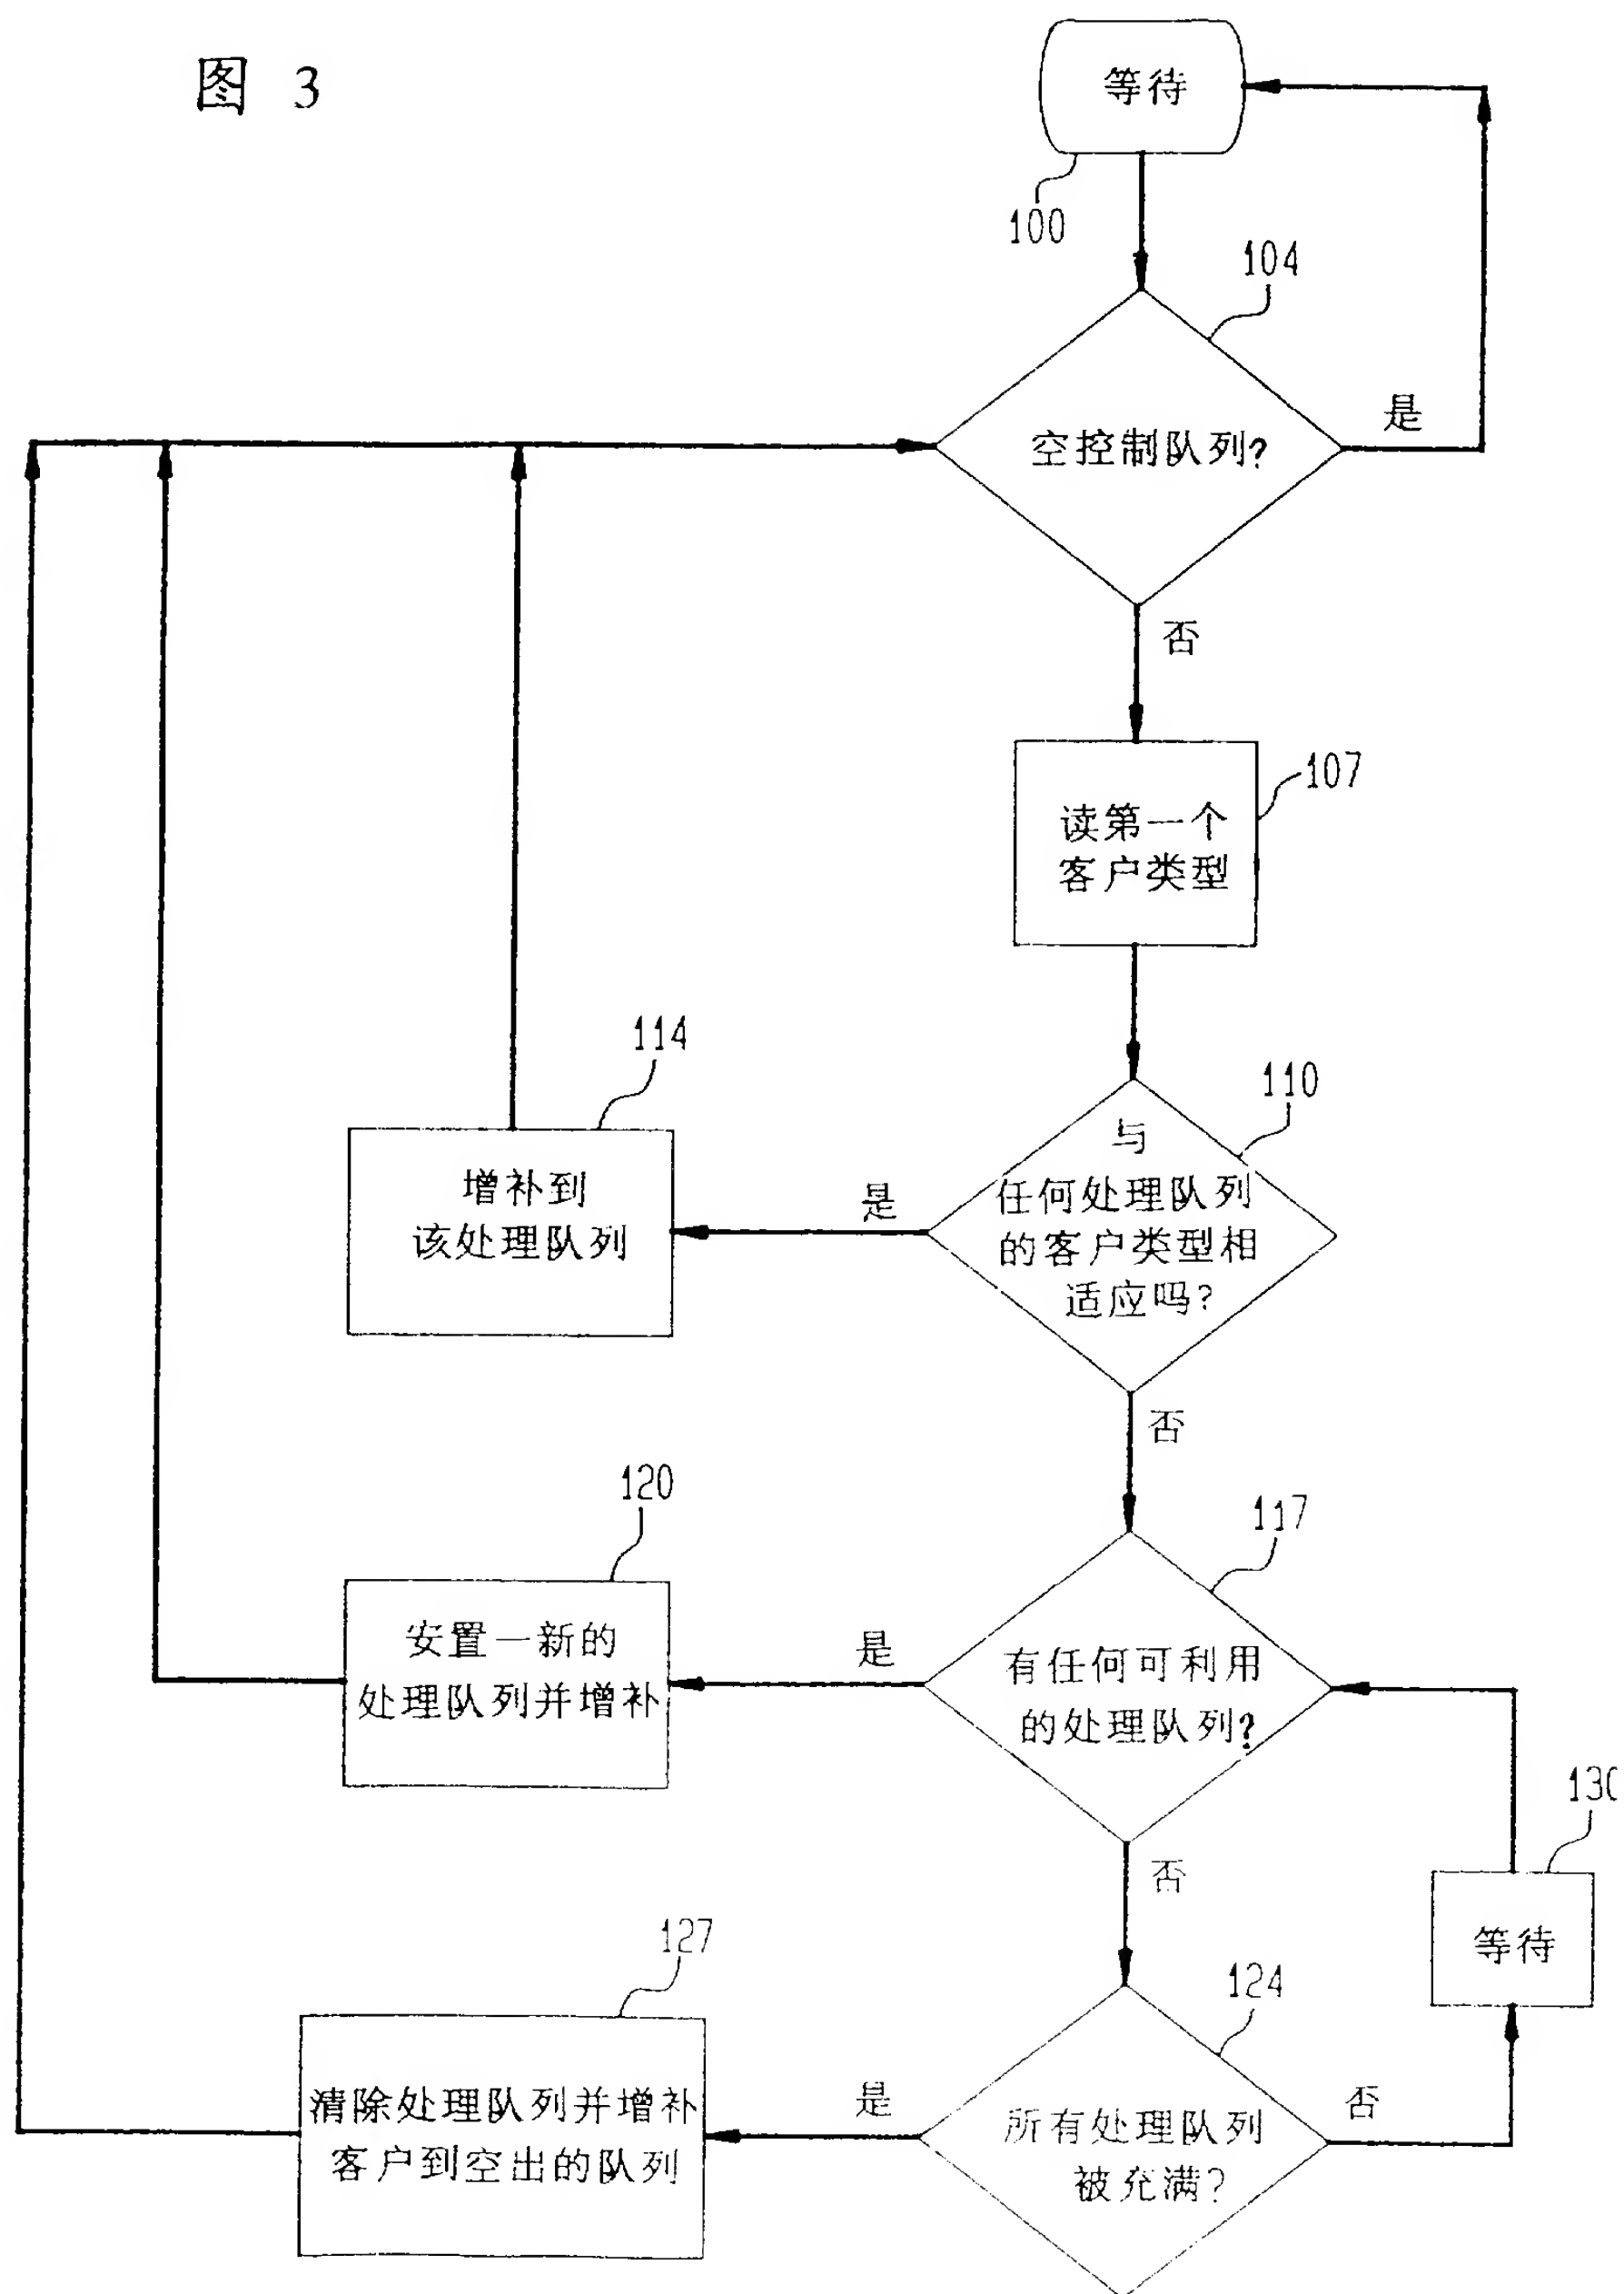 图 3
等待
100
104
空控制队列?
是
否
107
读第一个
客户类型
114
110
增补到
该处理队列
是
与
任何处理队列
的客户类型相
适应吗?
否
120
117
安置一新的
处理队列并增补
是
有任何可利用
的处理队列?
130
否
等待
127
124
清除处理队列并增补
客户到空出的队列
是
所有处理队列
被充满?
否